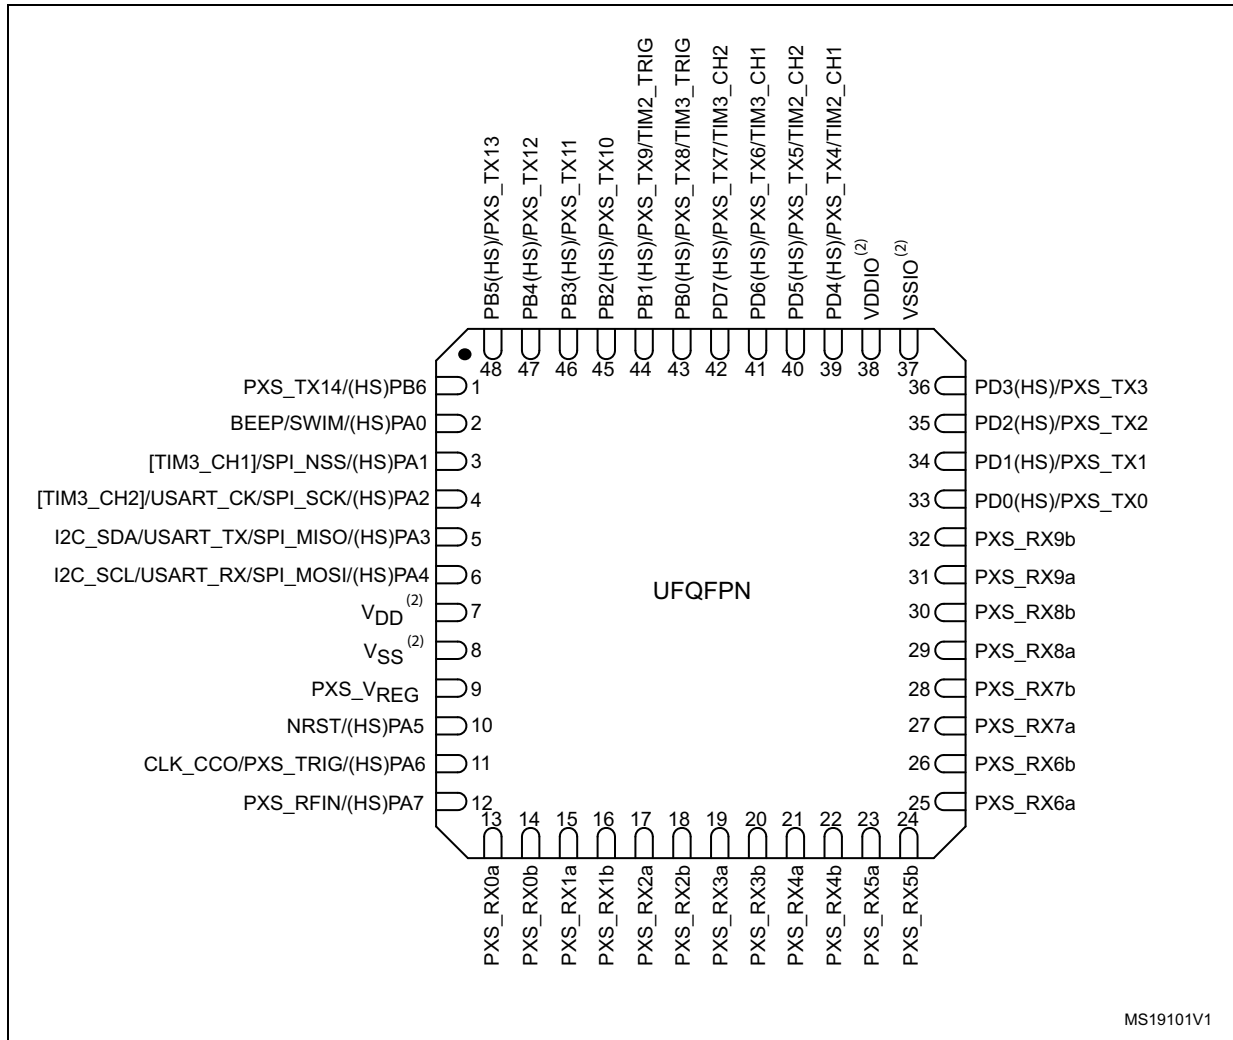 PB5(HS)/PXS_TX13
PB4(HS)/PXS_TX12
PB3(HS)/PXS_TX11
PB2(HS)/PXS_TX10
PB1(HS)/PXS_TX9/TIM2_TRIG
PB0(HS)/PXS_TX8/TIM3_TRIG
PD7(HS)/PXS_TX7/TIM3_CH2
PD6(HS)/PXS_TX6/TIM3_CH1
PD5(HS)/PXS_TX5/TIM2_CH2
PD4(HS)/PXS_TX4/TIM2_CH1
VDDIO(2)
VSSIO(2)
48 47 46 45 44 43 42 41 40 39 38 37
PXS_TX14/(HS)PB6 1
BEEP/SWIM/(HS)PA0 2
[TIM3_CH1]/SPI_NSS/(HS)PA1 3
[TIM3_CH2]/USART_CK/SPI_SCK/(HS)PA2 4
I2C_SDA/USART_TX/SPI_MISO/(HS)PA3 5
I2C_SCL/USART_RX/SPI_MOSI/(HS)PA4 6
VDD (2) 7
VSS (2) 8
PXS_VREG 9
NRST/(HS)PA5 10
CLK_CCO/PXS_TRIG/(HS)PA6 11
PXS_RFIN/(HS)PA7 12
UFQFPN
36 PD3(HS)/PXS_TX3
35 PD2(HS)/PXS_TX2
34 PD1(HS)/PXS_TX1
33 PD0(HS)/PXS_TX0
32 PXS_RX9b
31 PXS_RX9a
30 PXS_RX8b
29 PXS_RX8a
28 PXS_RX7b
27 PXS_RX7a
26 PXS_RX6b
25 PXS_RX6a
13 14 15 16 17 18 19 20 21 22 23 24
PXS_RX0a
PXS_RX0b
PXS_RX1a
PXS_RX1b
PXS_RX2a
PXS_RX2b
PXS_RX3a
PXS_RX3b
PXS_RX4a
PXS_RX4b
PXS_RX5a
PXS_RX5b
MS19101V1